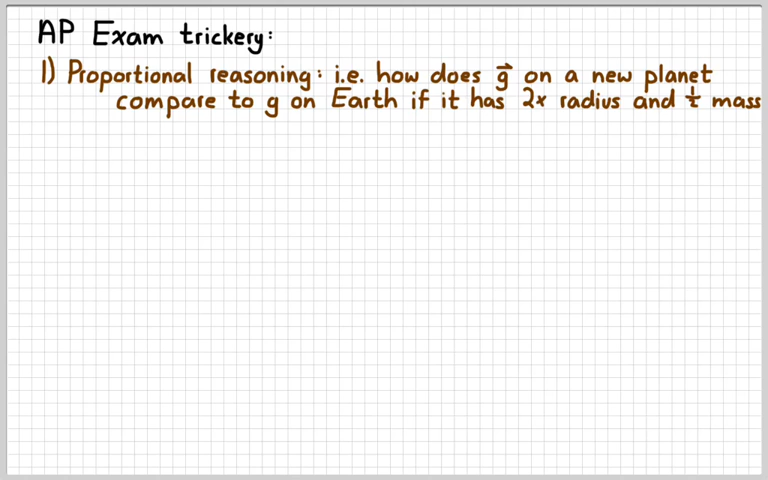 AP Exam trickery:
1) Proportional reasoning: i.e. how does g⃗ on a new planet
compare to g on Earth if it has 2x radius and ½ mass